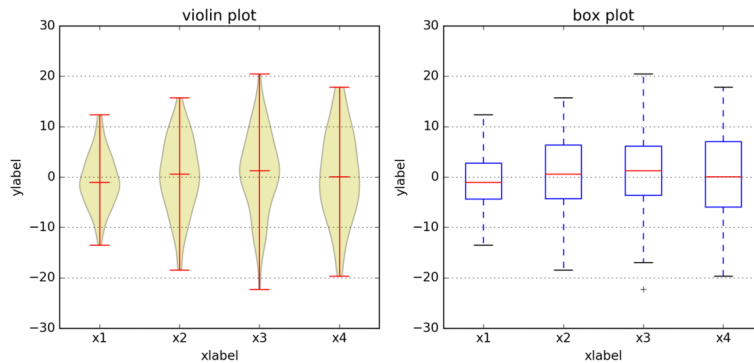 violin plot
30
20
10
0
−10
−20
−30
ylabel
x1 x2 x3 x4
xlabel
box plot
30
20
10
0
−10
−20
−30
ylabel
x1 x2 x3 x4
xlabel